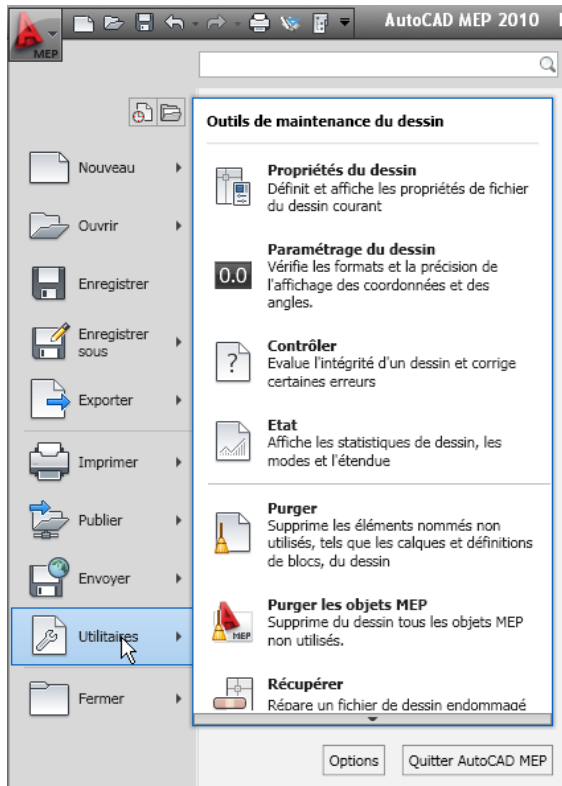 AutoCAD MEP 2010
MEP
Outils de maintenance du dessin
Nouveau
Ouvrir
Enregistrer
Enregistrer
sous
Exporter
Imprimer
Publier
Envoyer
Utilitaires
Fermer
Propriétés du dessin
Définit et affiche les propriétés de fichier
du dessin courant
0.0
Paramétrage du dessin
Vérifie les formats et la précision de
l'affichage des coordonnées et des
angles.
?
Contrôler
Evalue l'intégrité d'un dessin et corrige
certaines erreurs
Etat
Affiche les statistiques de dessin, les
modes et l'étendue
Purger
Supprime les éléments nommés non
utilisés, tels que les calques et définitions
de blocs, du dessin
MEP
Purger les objets MEP
Supprime du dessin tous les objets MEP
non utilisés.
Récupérer
Répare un fichier de dessin endommagé
Options
Quitter AutoCAD MEP